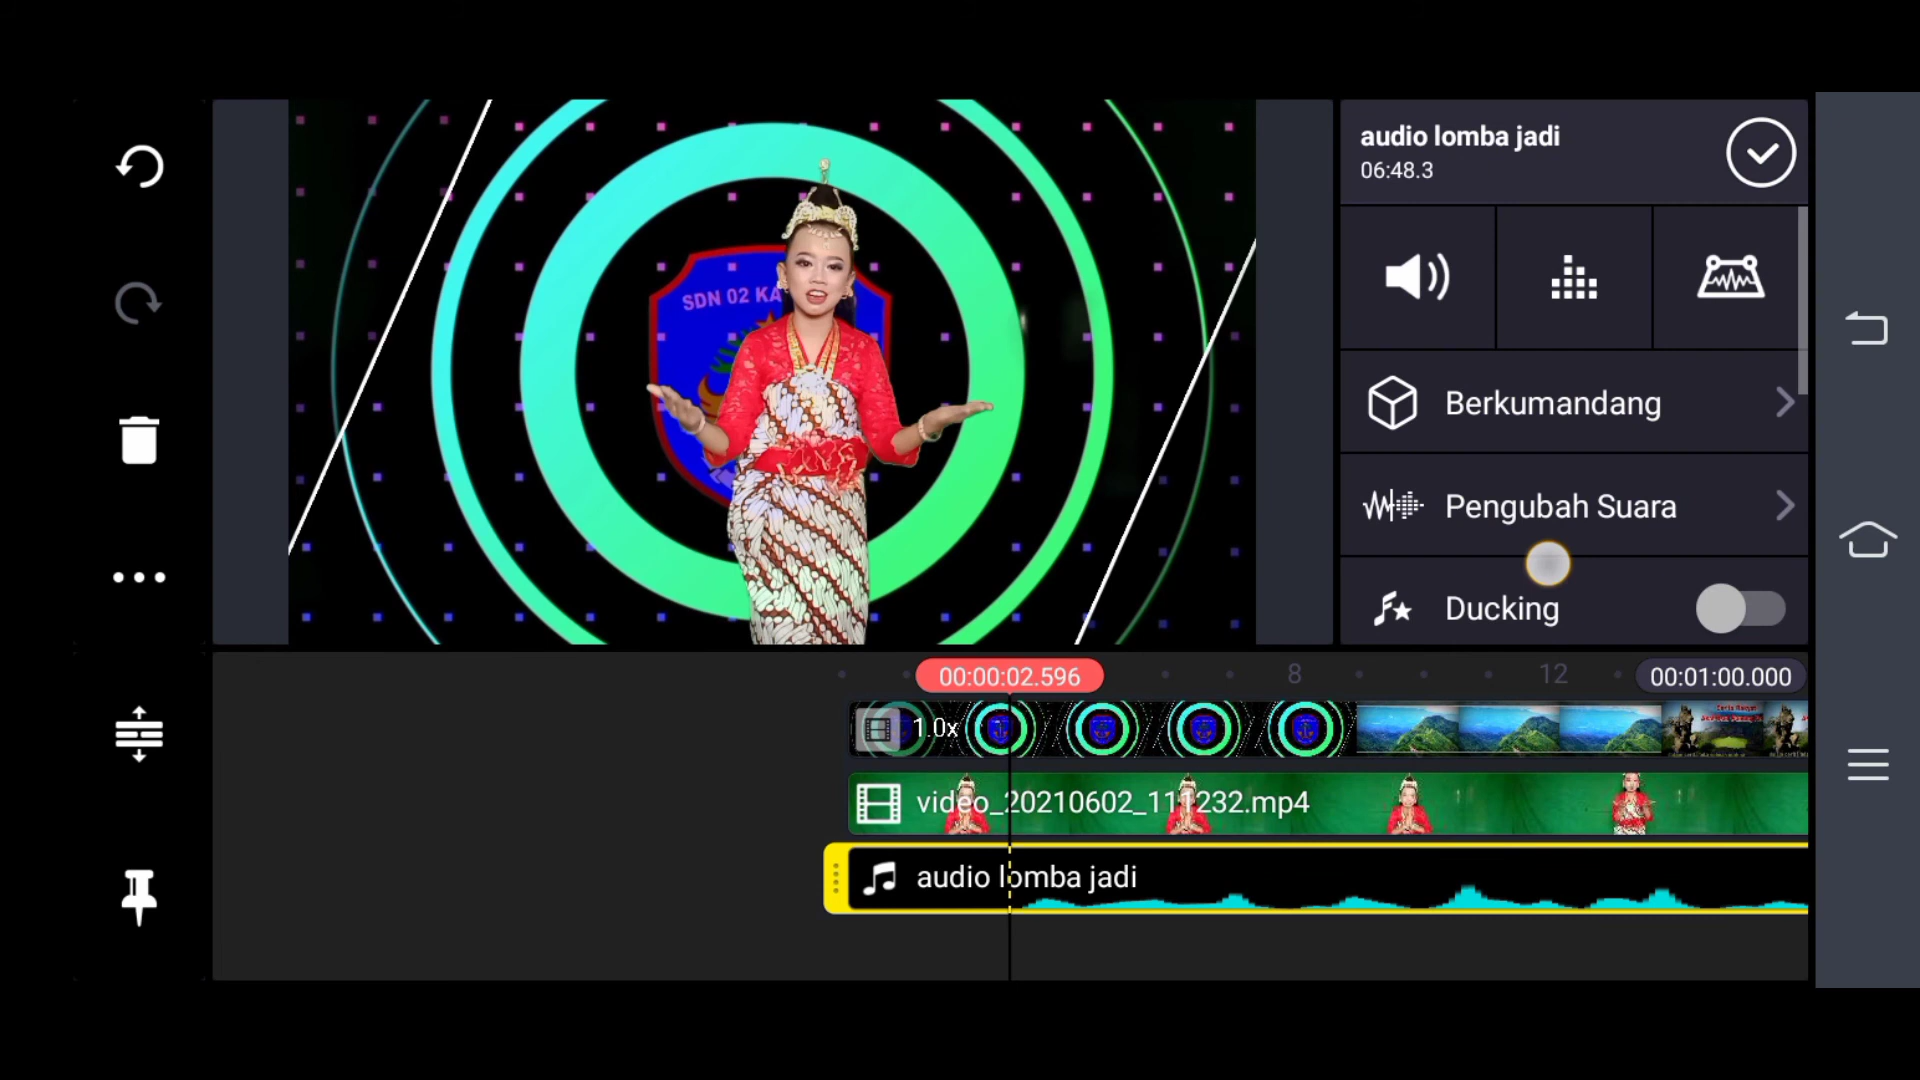 SDN 02 KA
audio lomba jadi
06:48.3
Berkumandang
Pengubah Suara
Ducking
00:00:02.596
8
12
00:01:00.000
1.0x
video_20210602_111232.mp4
audio lomba jadi